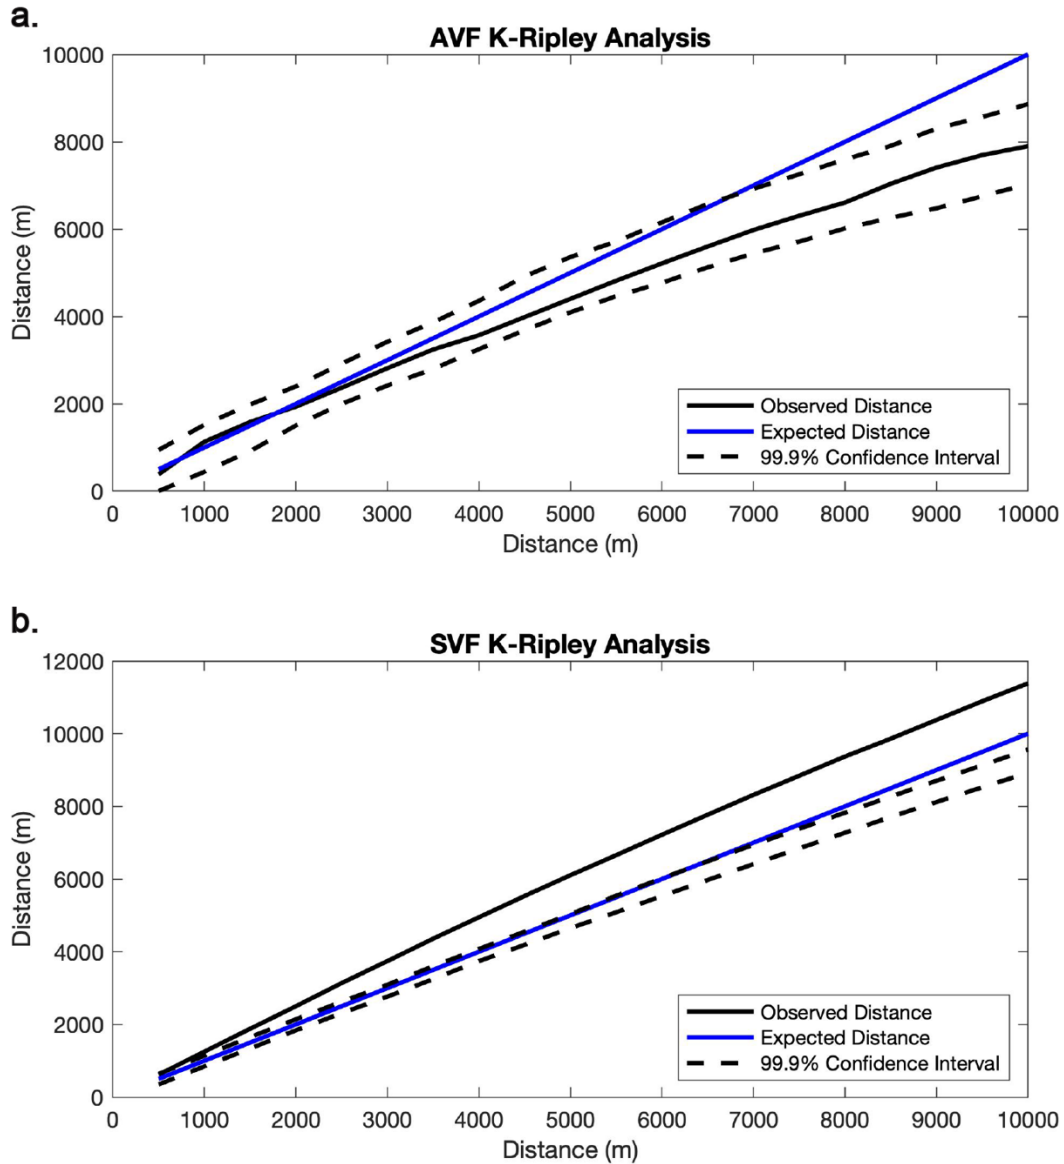 a.
AVF K-Ripley Analysis
10000
8000
6000
4000
2000
0
Distance (m)
Observed Distance
Expected Distance
99.9% Confidence Interval
0 1000 2000 3000 4000 5000 6000 7000 8000 9000 10000
Distance (m)
b.
SVF K-Ripley Analysis
12000
10000
8000
6000
4000
2000
0
Distance (m)
Observed Distance
Expected Distance
99.9% Confidence Interval
0 1000 2000 3000 4000 5000 6000 7000 8000 9000 10000
Distance (m)